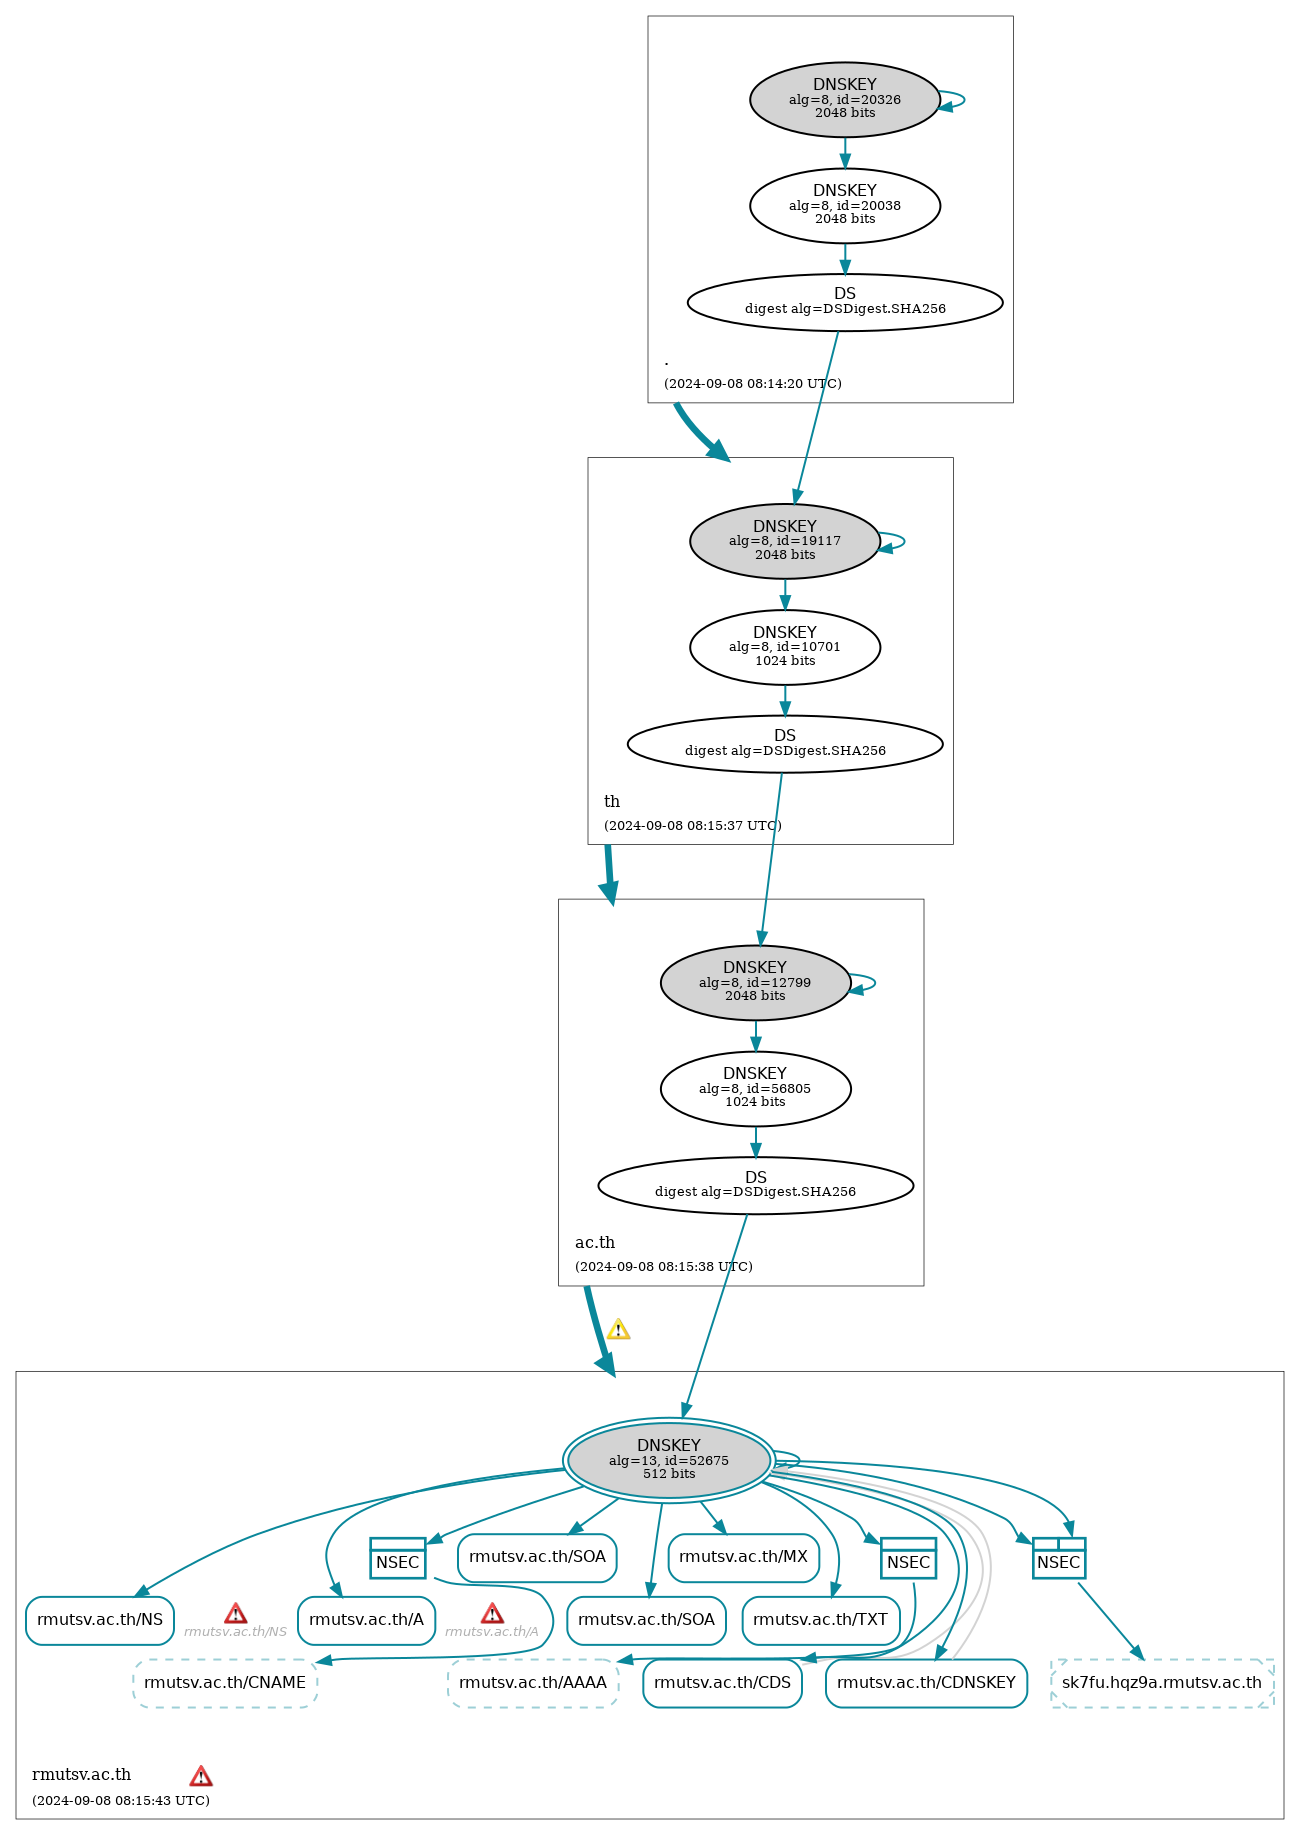 DNSKEY
alg=8, id=20326
2048 bits
DNSKEY
alg=8, id=20038
2048 bits
DS
digest alg=DSDigest.SHA256
.
(2024-09-08 08:14:20 UTC)
DNSKEY
alg=8, id=19117
2048 bits
DNSKEY
alg=8, id=10701
1024 bits
DS
digest alg=DSDigest.SHA256
th
(2024-09-08 08:15:37 UTC)
DNSKEY
alg=8, id=12799
2048 bits
DNSKEY
alg=8, id=56805
1024 bits
DS
digest alg=DSDigest.SHA256
ac.th
(2024-09-08 08:15:38 UTC)
DNSKEY
alg=13, id=52675
512 bits
rmutsv.ac.th/SOA
rmutsv.ac.th/MX
NSEC
NSEC
NSEC
rmutsv.ac.th/NS
rmutsv.ac.th/NS
rmutsv.ac.th/A
rmutsv.ac.th/A
rmutsv.ac.th/SOA
rmutsv.ac.th/TXT
rmutsv.ac.th/CNAME
rmutsv.ac.th/AAAA
rmutsv.ac.th/CDS
rmutsv.ac.th/CDNSKEY
sk7fu.hqz9a.rmutsv.ac.th
rmutsv.ac.th
(2024-09-08 08:15:43 UTC)